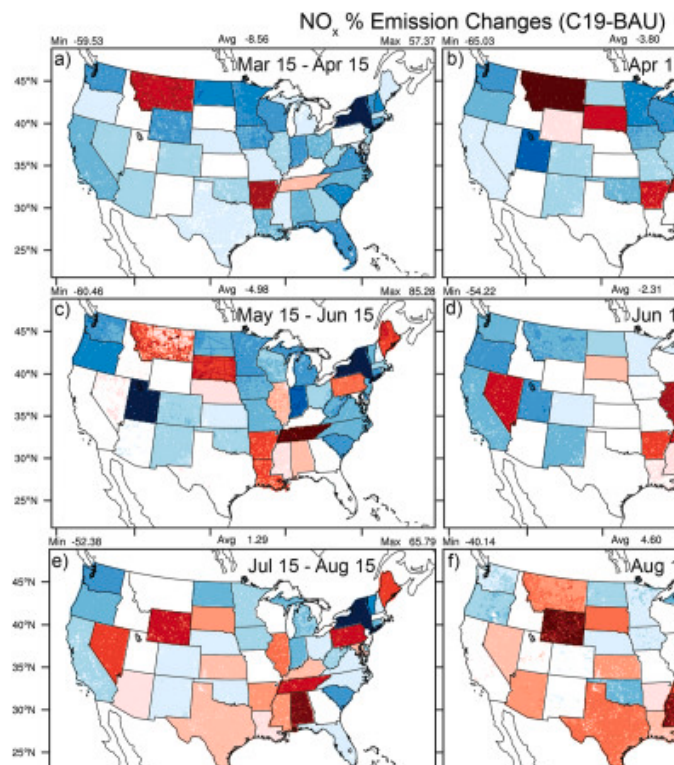 NOx % Emission Changes (C19-BAU)
Min -59.53 Avg -8.56 Max 57.37 Min -65.03 Avg -3.80
a) Mar 15 - Apr 15 b) Apr 1
45°N
40°N
35°N
30°N
25°N
Min -60.46 Avg -4.98 Max 85.28 Min -54.22 Avg -2.31
c) May 15 - Jun 15 d) Jun 1
45°N
40°N
35°N
30°N
25°N
Min -52.38 Avg 1.29 Max 65.79 Min -40.14 Avg 4.60
e) Jul 15 - Aug 15 f) Aug 1
45°N
40°N
35°N
30°N
25°N